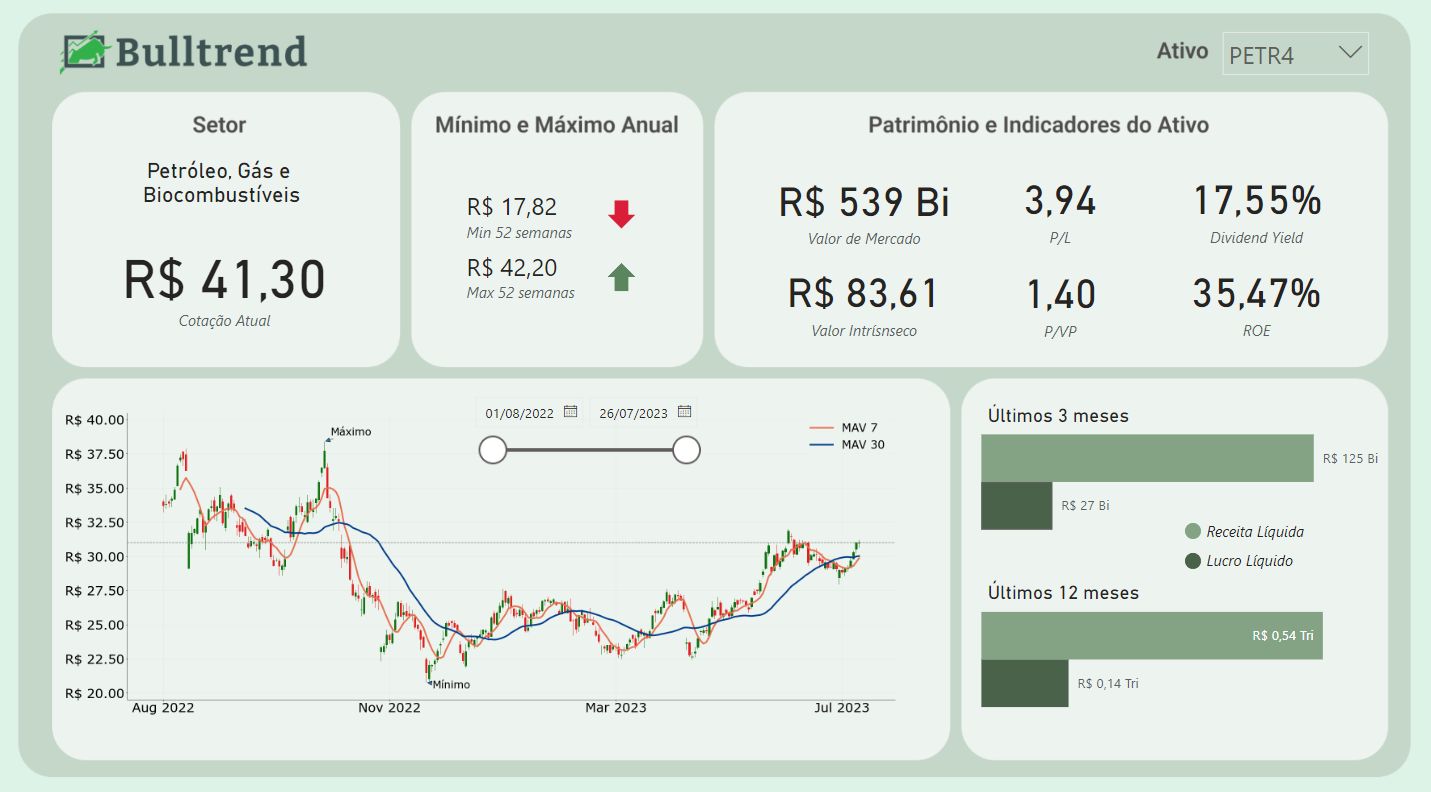 Bulltrend
Ativo
PETR4
Setor
Petróleo, Gás e
Biocombustíveis
R$ 41,30
Cotação Atual
Mínimo e Máximo Anual
R$ 17,82
Min 52 semanas
R$ 42,20
Max 52 semanas
Patrimônio e Indicadores do Ativo
R$ 539 Bi
Valor de Mercado
3,94
P/L
17,55%
Dividend Yield
R$ 83,61
Valor Intrísnseco
1,40
P/VP
35,47%
ROE
01/08/2022
26/07/2023
MAV 7
MAV 30
Máximo
Mínimo
R$ 40.00
R$ 37.50
R$ 35.00
R$ 32.50
R$ 30.00
R$ 27.50
R$ 25.00
R$ 22.50
R$ 20.00
Aug 2022
Nov 2022
Mar 2023
Jul 2023
Últimos 3 meses
R$ 125 Bi
R$ 27 Bi
Receita Líquida
Lucro Líquido
Últimos 12 meses
R$ 0,54 Tri
R$ 0,14 Tri